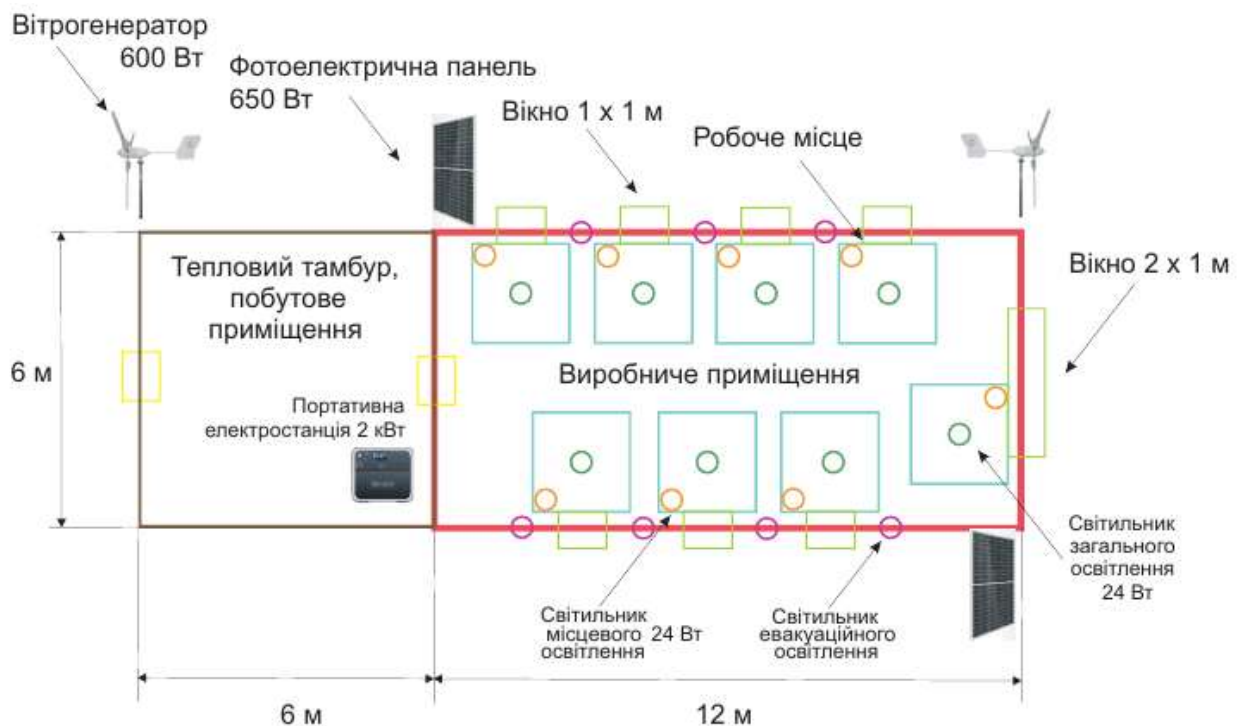 Вітрогенератор
600 Вт
Фотоелектрична панель
650 Вт
Вікно 1 х 1 м
Робоче місце
Тепловий тамбур,
побутове
приміщення
Вікно 2 х 1 м
6 м
Виробниче приміщення
Портативна
електростанція 2 кВт
Світильник
загального
освітлення
24 Вт
Світильник
місцевого 24 Вт
освітлення
Світильник
евакуаційного
освітлення
6 м
12 м